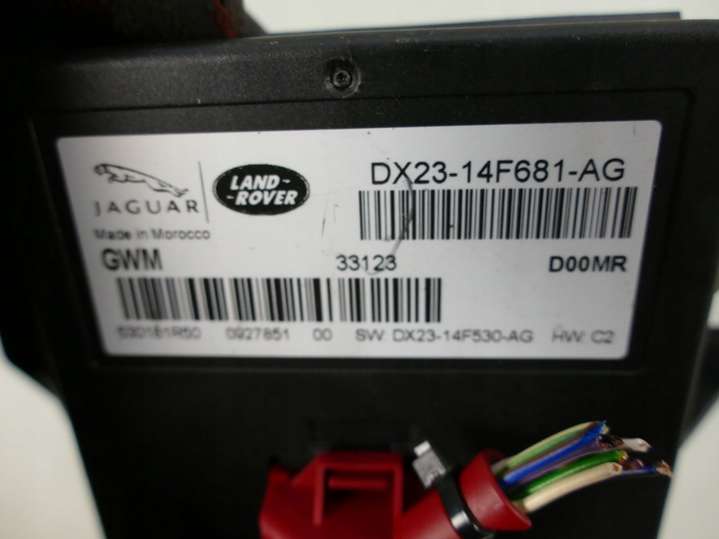 DX23-14F681-AG
JAGUAR
LAND-
-ROVER
Made in Morocco
GWM 33123 D00MR
S30181R50 0927851 00 SW: DX23-14F530-AG HW: C2